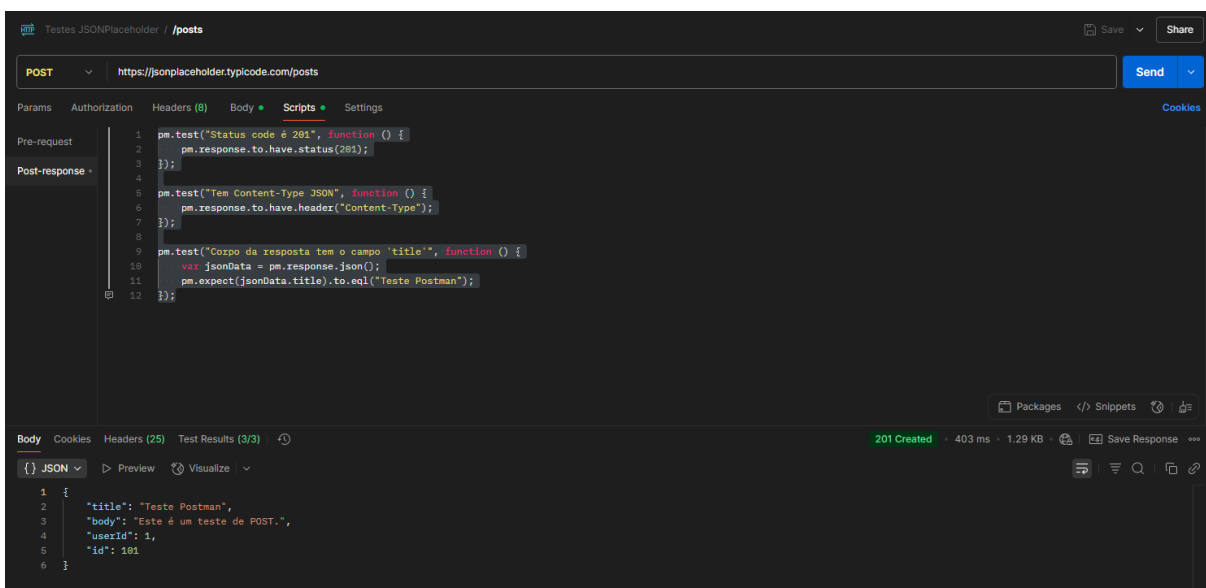 HTTP Testes JSONPlaceholder / /posts Save Share
POST https://jsonplaceholder.typicode.com/posts Send
Params Authorization Headers (8) Body Scripts Settings Cookies
Pre-request
Post-response
1 pm.test("Status code é 201", function () {
2 pm.response.to.have.status(201);
3 });
4
5 pm.test("Tem Content-Type JSON", function () {
6 pm.response.to.have.header("Content-Type");
7 });
8
9 pm.test("Corpo da resposta tem o campo 'title'", function () {
10 var jsonData = pm.response.json();
11 pm.expect(jsonData.title).to.eql("Teste Postman");
12 });
Packages </> Snippets
Body Cookies Headers (25) Test Results (3/3) 201 Created 403 ms 1.29 KB e.g. Save Response
{} JSON Preview Visualize
1 {
2 "title": "Teste Postman",
3 "body": "Este é um teste de POST.",
4 "userId": 1,
5 "id": 101
6 }